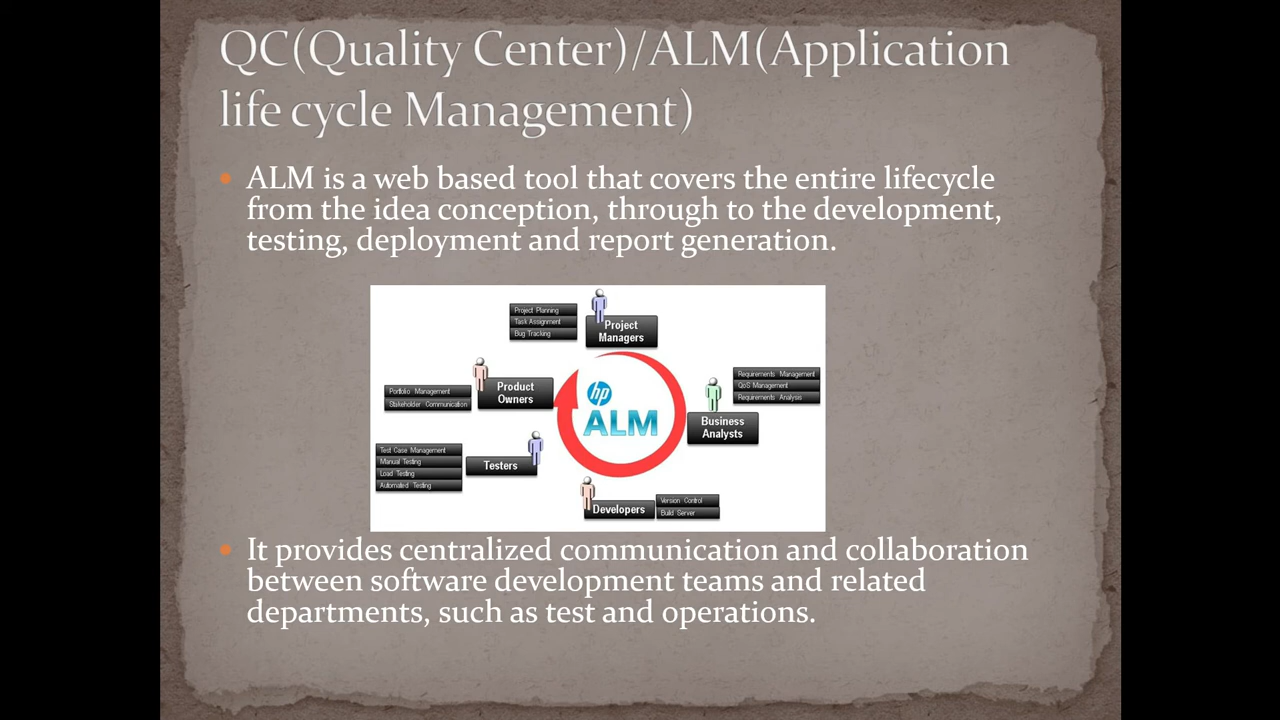 QC(Quality Center)/ALM(Application
life cycle Management)
ALM is a web based tool that covers the entire lifecycle
from the idea conception, through to the development,
testing, deployment and report generation.
Project Planning
Task Assignment
Bug Tracking
Project
Managers
Product
Owners
Portfolio Management
Stakeholder Communication
Requirements Management
QoS Management
Requirements Analysis
Business
Analysts
hp
ALM
Test Case Management
Manual Testing
Load Testing
Automated Testing
Testers
Developers
Version Control
Build Server
It provides centralized communication and collaboration
between software development teams and related
departments, such as test and operations.